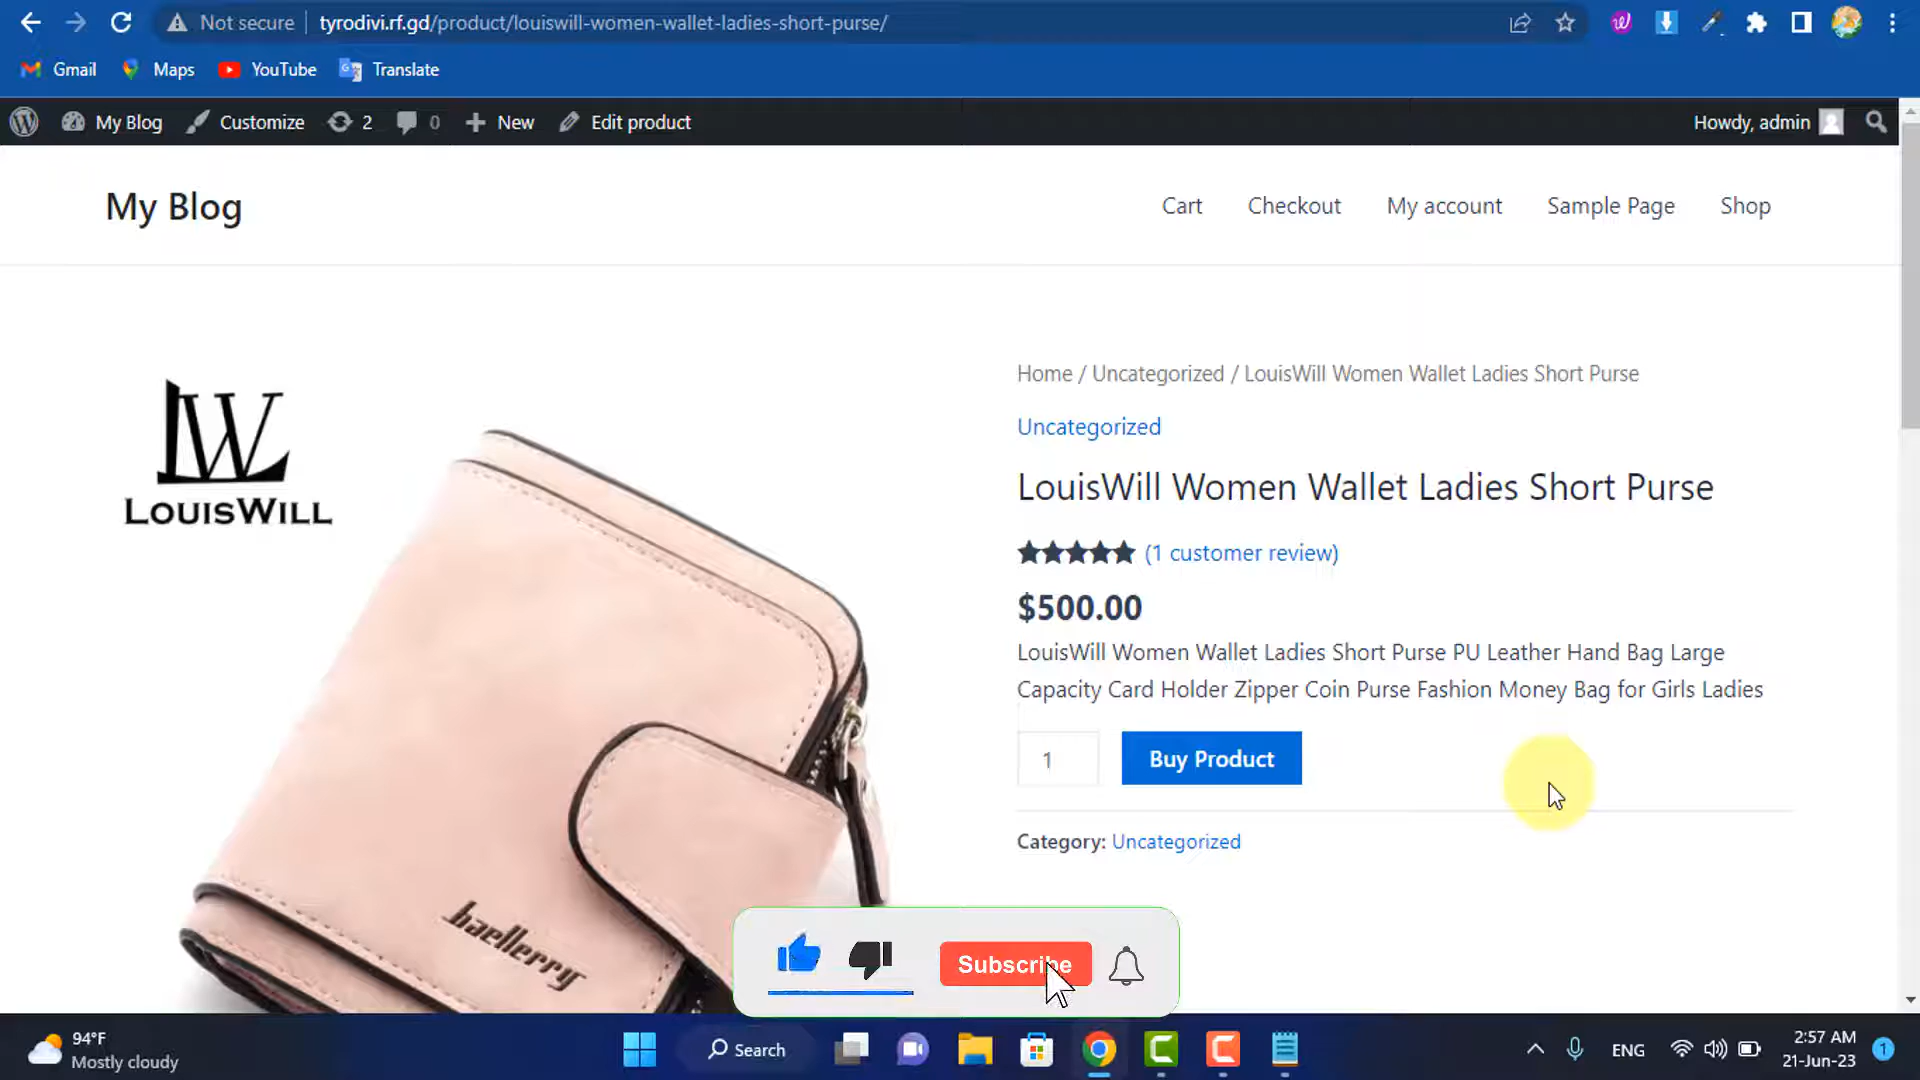 Not secure tyrodivi.rf.gd/product/louiswill-women-wallet-ladies-short-purse/
Gmail Maps YouTube Translate
My Blog Customize 2 0 New Edit product Howdy, admin
My Blog Cart Checkout My account Sample Page Shop
Home / Uncategorized / LouisWill Women Wallet Ladies Short Purse
Uncategorized
LW
LOUISWILL
LouisWill Women Wallet Ladies Short Purse
(1 customer review)
$500.00
LouisWill Women Wallet Ladies Short Purse PU Leather Hand Bag Large
Capacity Card Holder Zipper Coin Purse Fashion Money Bag for Girls Ladies
1 Buy Product
Category: Uncategorized
baellerry
Subscribe
94°F
Mostly cloudy
Search
ENG
2:57 AM
21-Jun-23
1